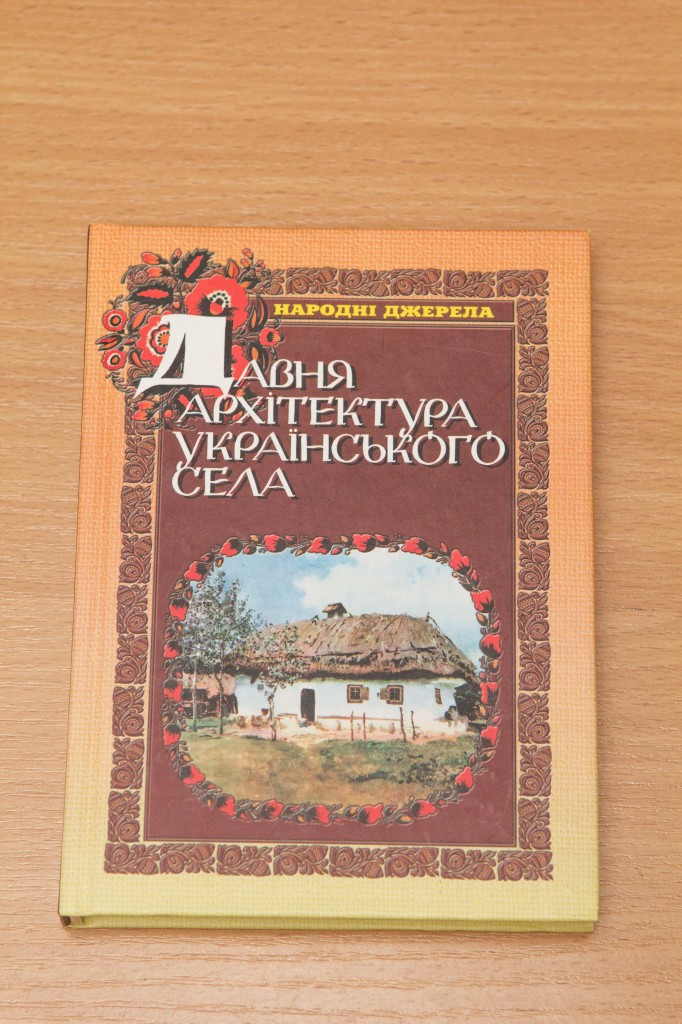 НАРОДНІ ДЖЕРЕЛА
ДАВНЯ
АРХІТЕКТУРА
УКРАЇНСЬКОГО
СЕЛА